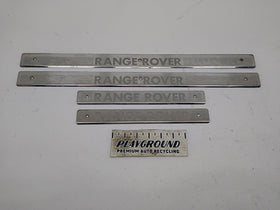 RANGE ROVER
RANGE ROVER
RANGE ROVER
PLAYGROUND
PREMIUM AUTO RECYCLING